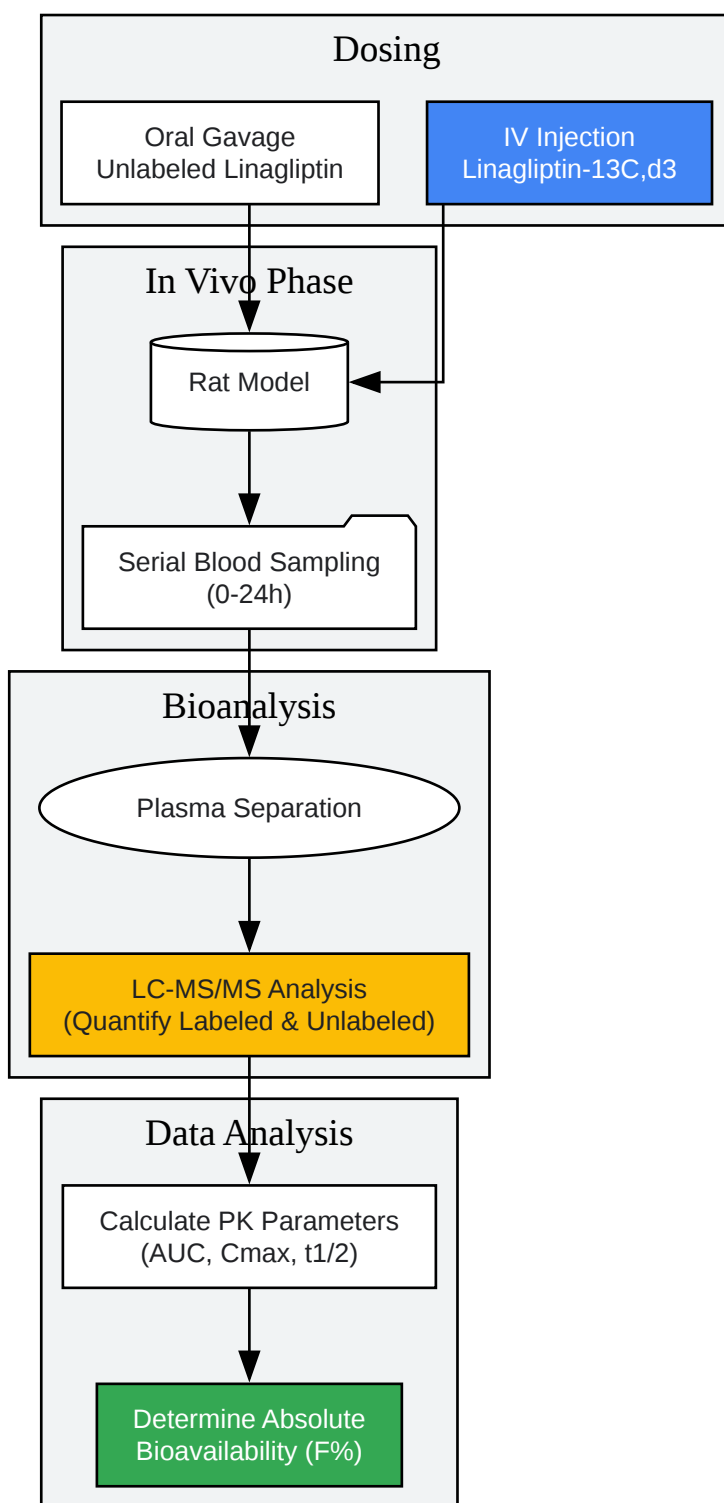 Dosing
Oral Gavage
Unlabeled Linagliptin
IV Injection
Linagliptin-13C,d3
In Vivo Phase
Rat Model
Serial Blood Sampling
(0-24h)
Bioanalysis
Plasma Separation
LC-MS/MS Analysis
(Quantify Labeled & Unlabeled)
Data Analysis
Calculate PK Parameters
(AUC, Cmax, t1/2)
Determine Absolute
Bioavailability (F%)